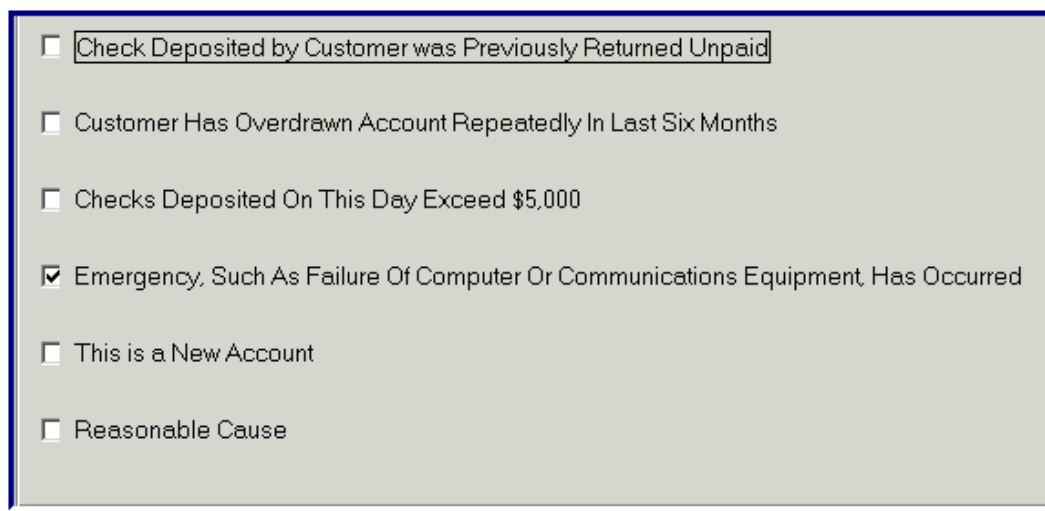 Check Deposited by Customer was Previously Returned Unpaid
Customer Has Overdrawn Account Repeatedly In Last Six Months
Checks Deposited On This Day Exceed $5,000
Emergency, Such As Failure Of Computer Or Communications Equipment, Has Occurred
This is a New Account
Reasonable Cause